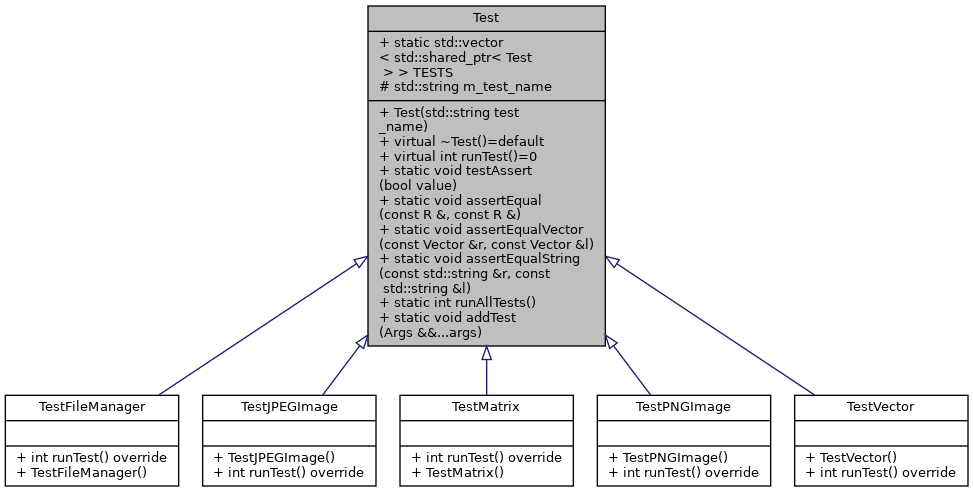 Test
+ static std::vector
< std::shared_ptr< Test
> > TESTS
# std::string m_test_name
+ Test(std::string test
_name)
+ virtual ~Test()=default
+ virtual int runTest()=0
+ static void testAssert
(bool value)
+ static void assertEqual
(const R &, const R &)
+ static void assertEqualVector
(const Vector &r, const Vector &l)
+ static void assertEqualString
(const std::string &r, const
std::string &l)
+ static int runAllTests()
+ static void addTest
(Args &&...args)
TestFileManager
+ int runTest() override
+ TestFileManager()
TestJPEGImage
+ TestJPEGImage()
+ int runTest() override
TestMatrix
+ int runTest() override
+ TestMatrix()
TestPNGImage
+ TestPNGImage()
+ int runTest() override
TestVector
+ TestVector()
+ int runTest() override